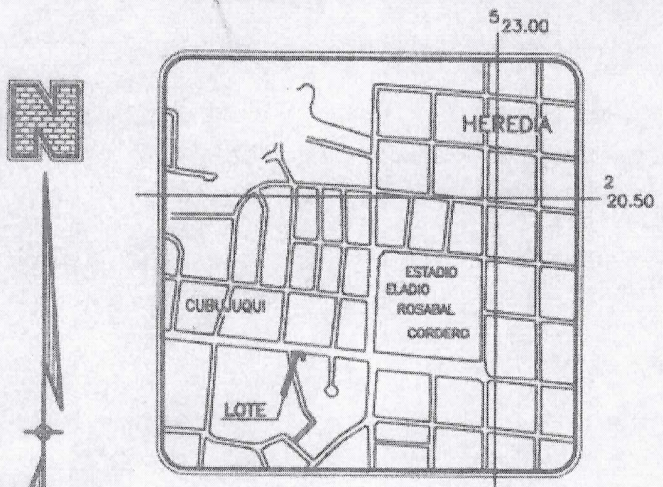 5 23.00
N
HEREDIA
2
20.50
ESTADIO
ELADIO
ROSABAL
CORDERO
CUBUJUQUI
LOTE